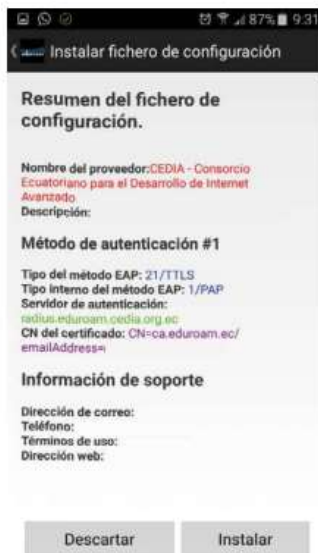 87% 9:31
Instalar fichero de configuración
Resumen del fichero de
configuración.
Nombre del proveedor:CEDIA - Consorcio
Ecuatoriano para el Desarrollo de Internet
Avanzado
Descripción:
Método de autenticación #1
Tipo del método EAP: 21/TTLS
Tipo interno del método EAP: 1/PAP
Servidor de autenticación:
radius.eduroam.cedia.org.ec
CN del certificado: CN=ca.eduroam.ec/
emailAddress=
Información de soporte
Dirección de correo:
Teléfono:
Términos de uso:
Dirección web:
Descartar Instalar